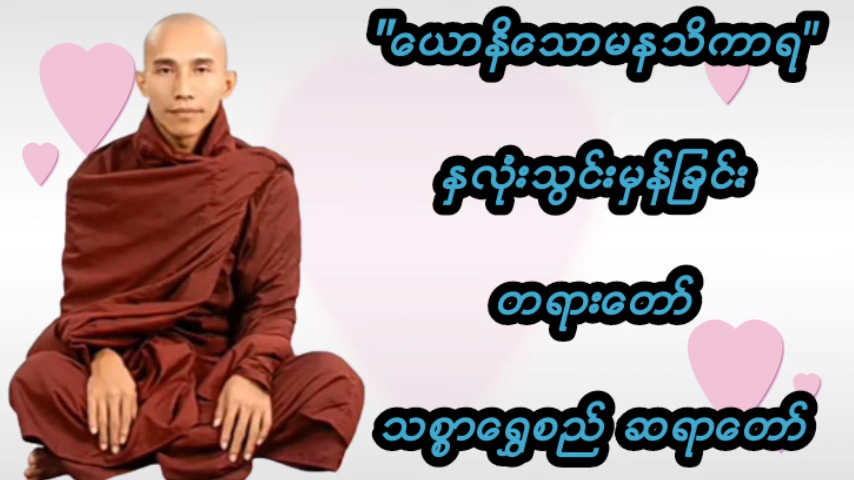 "ယောနိသောမနသိကာရ"
နှလုံးသွင်းမှန်ခြင်း
တရားတော်
သစ္စာရွှေစည် ဆရာတော်